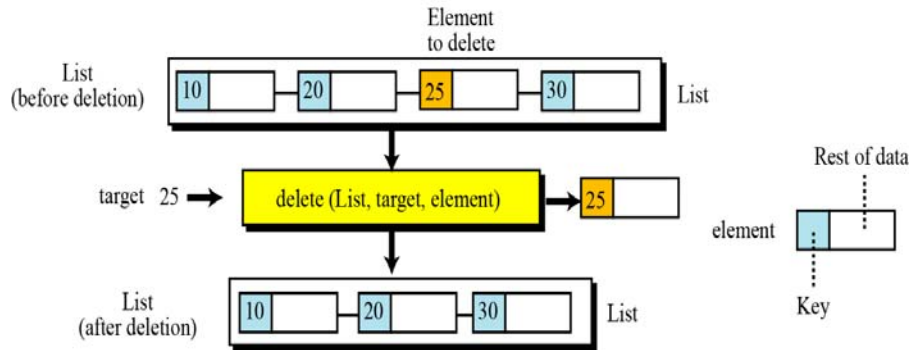 Element
to delete
List
(before deletion)
10
20
25
30
List
target 25
delete (List, target, element)
25
Rest of data
element
Key
List
(after deletion)
10
20
30
List